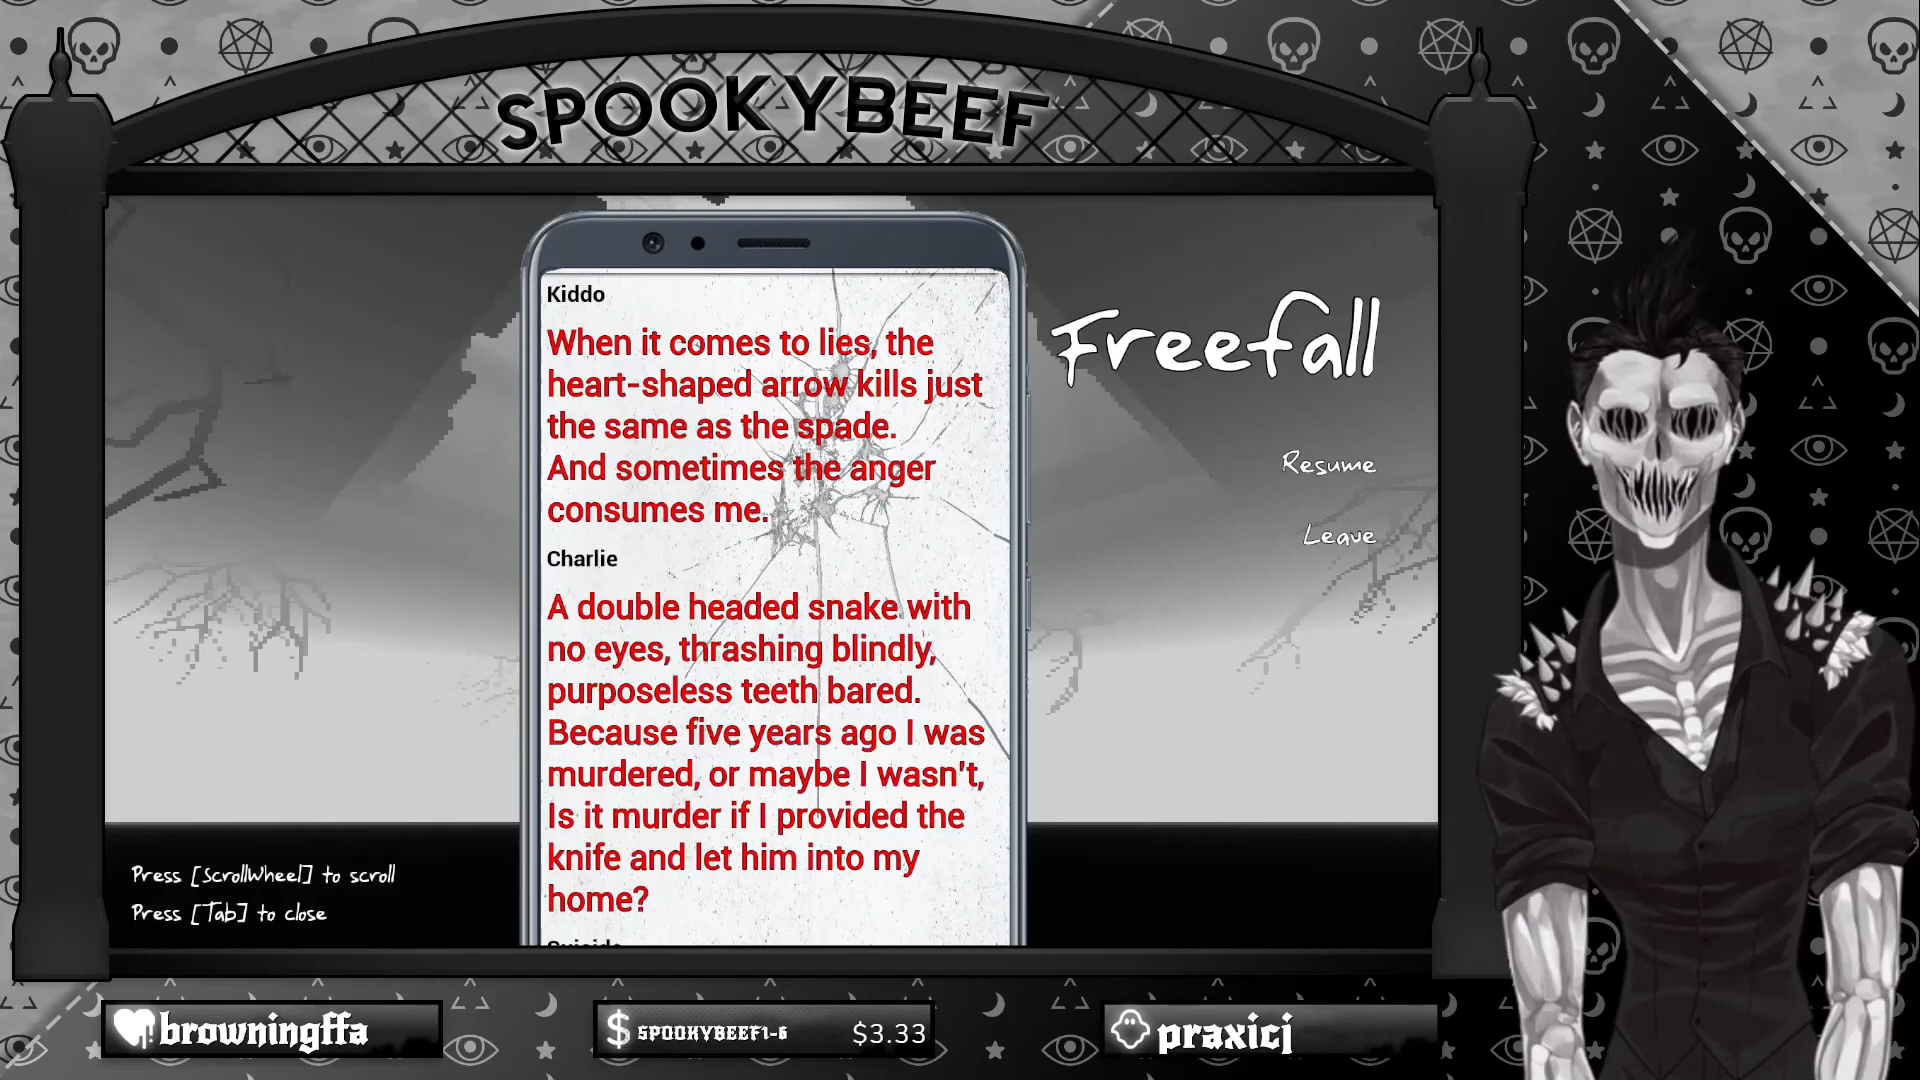 SPOOKYBEEF
Kiddo
When it comes to lies, the
heart-shaped arrow kills just
the same as the spade.
And sometimes the anger
consumes me.
Charlie
A double headed snake with
no eyes, thrashing blindly,
purposeless teeth bared.
Because five years ago I was
murdered, or maybe I wasn't,
Is it murder if I provided the
knife and let him into my
home?
Freefall
Resume
Leave
Press [ScrollWheel] to scroll
Press [Tab] to close
browningffa
$ SPOOKYBEEF1-6 $3.33
praxicj